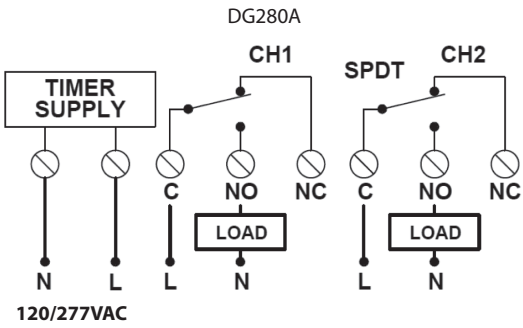 DG280A
CH1
SPDT
CH2
TIMER
SUPPLY
C NO NC C NO NC
LOAD LOAD
N L L N L N
120/277VAC